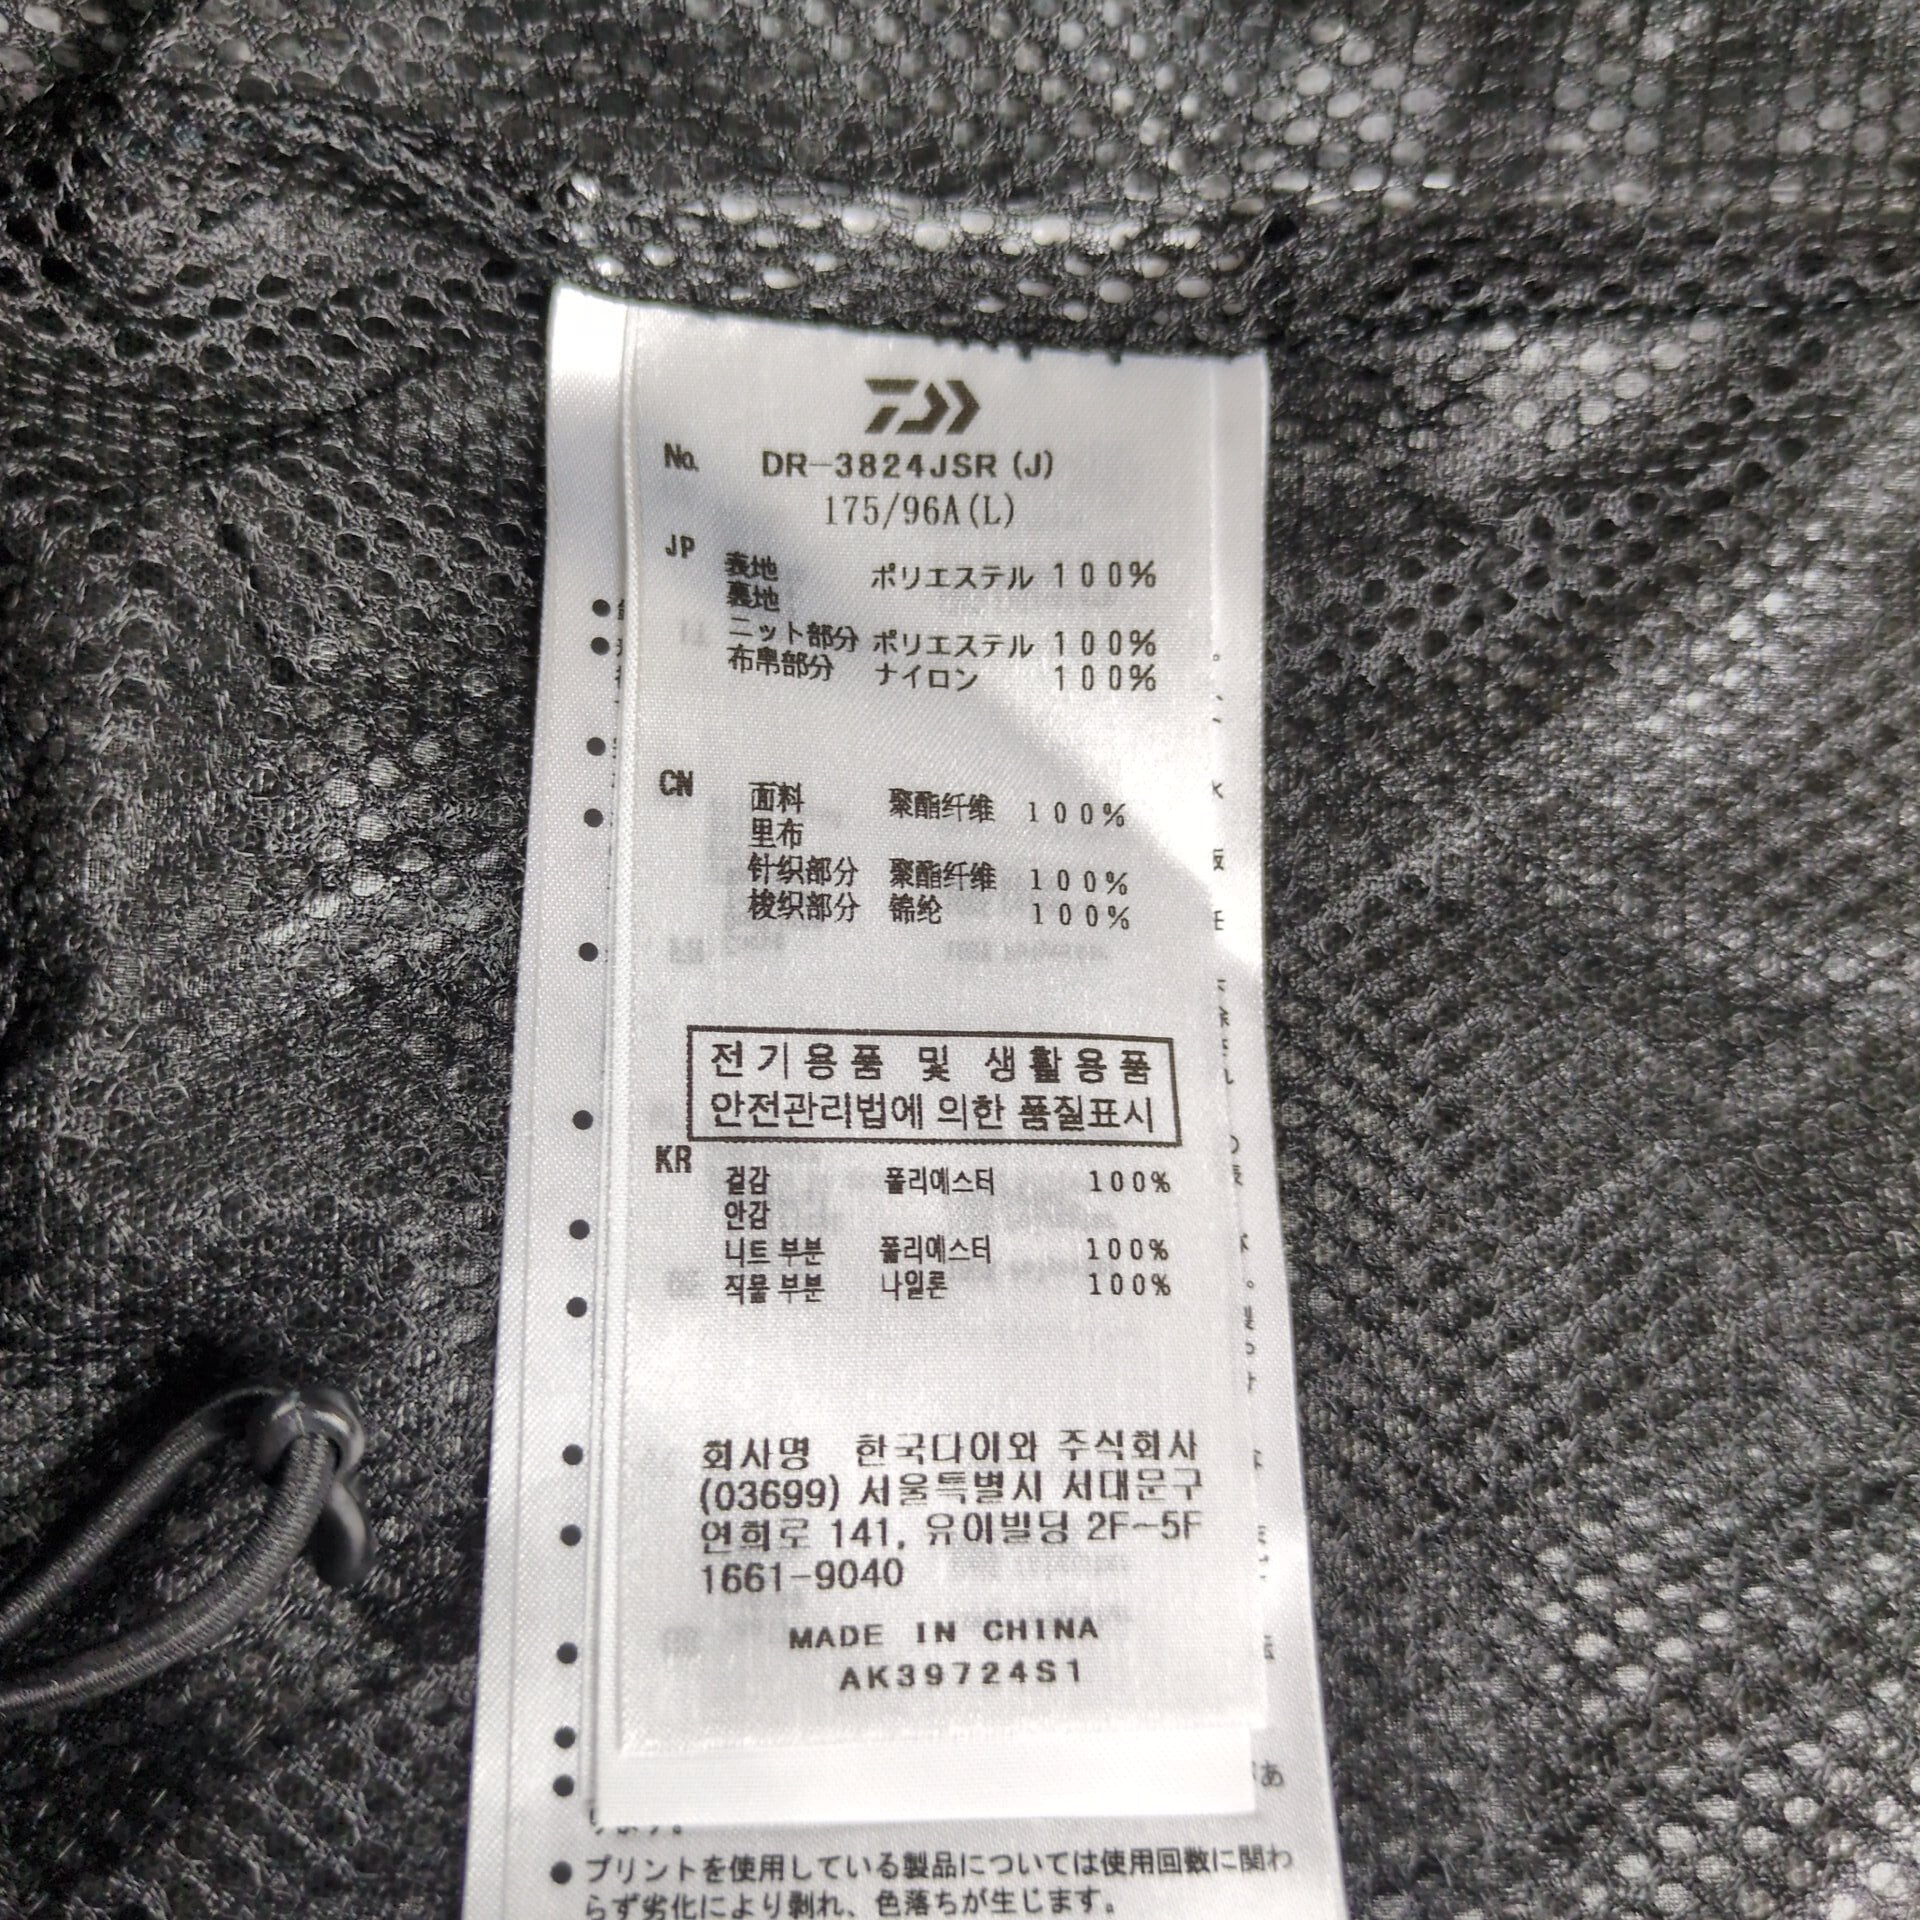 No. DR-3824JSR (J)
175/96A(L)
JP 表地 ポリエステル 100%
裏地
ニット部分 ポリエステル 100%
布帛部分 ナイロン 100%
CN 面料 聚酯纤维 100%
里布
针织部分 聚酯纤维 100%
梭织部分 锦纶 100%
전기용품 및 생활용품
안전관리법에 의한 품질표시
KR 겉감 폴리에스터 100%
안감
니트 부분 폴리에스터 100%
직물 부분 나일론 100%
회사명 한국다이와 주식회사
(03699) 서울특별시 서대문구
연희로 141, 유이빌딩 2F-5F
1661-9040
MADE IN CHINA
AK39724S1
ります。
●プリントを使用している製品については使用回数に関わ
らず劣化により剥れ、色落ちが生じます。